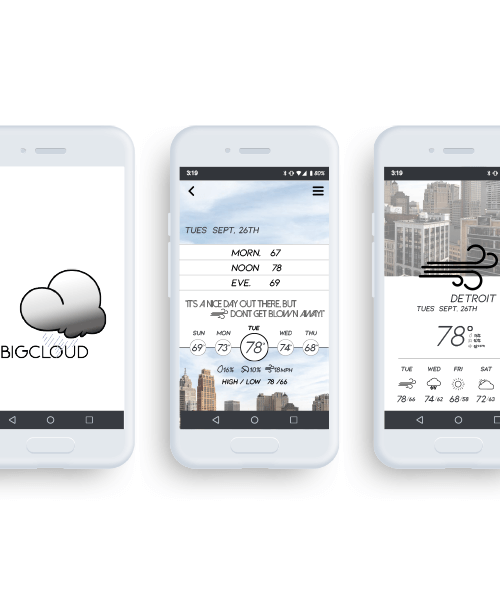 BIGCLOUD
3:19
80%
TUES SEPT. 26TH
MORN. 67
NOON 78
EVE. 69
"IT'S A NICE DAY OUT THERE, BUT
DON'T GET BLOWN AWAY!"
SUN MON TUE WED THU
69° 73° 78° 74° 68°
16% 10% 18MPH
HIGH / LOW 78 /66
3:19
DETROIT
TUES SEPT. 26TH
78°
TUE WED FRI SAT
78/66 74/62 68/58 72/63